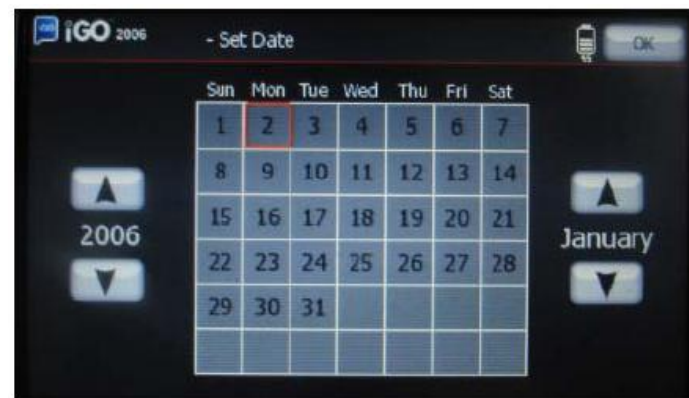 iGO 2006
- Set Date
OK
Sun Mon Tue Wed Thu Fri Sat
1 2 3 4 5 6 7
8 9 10 11 12 13 14
15 16 17 18 19 20 21
22 23 24 25 26 27 28
29 30 31
2006
January